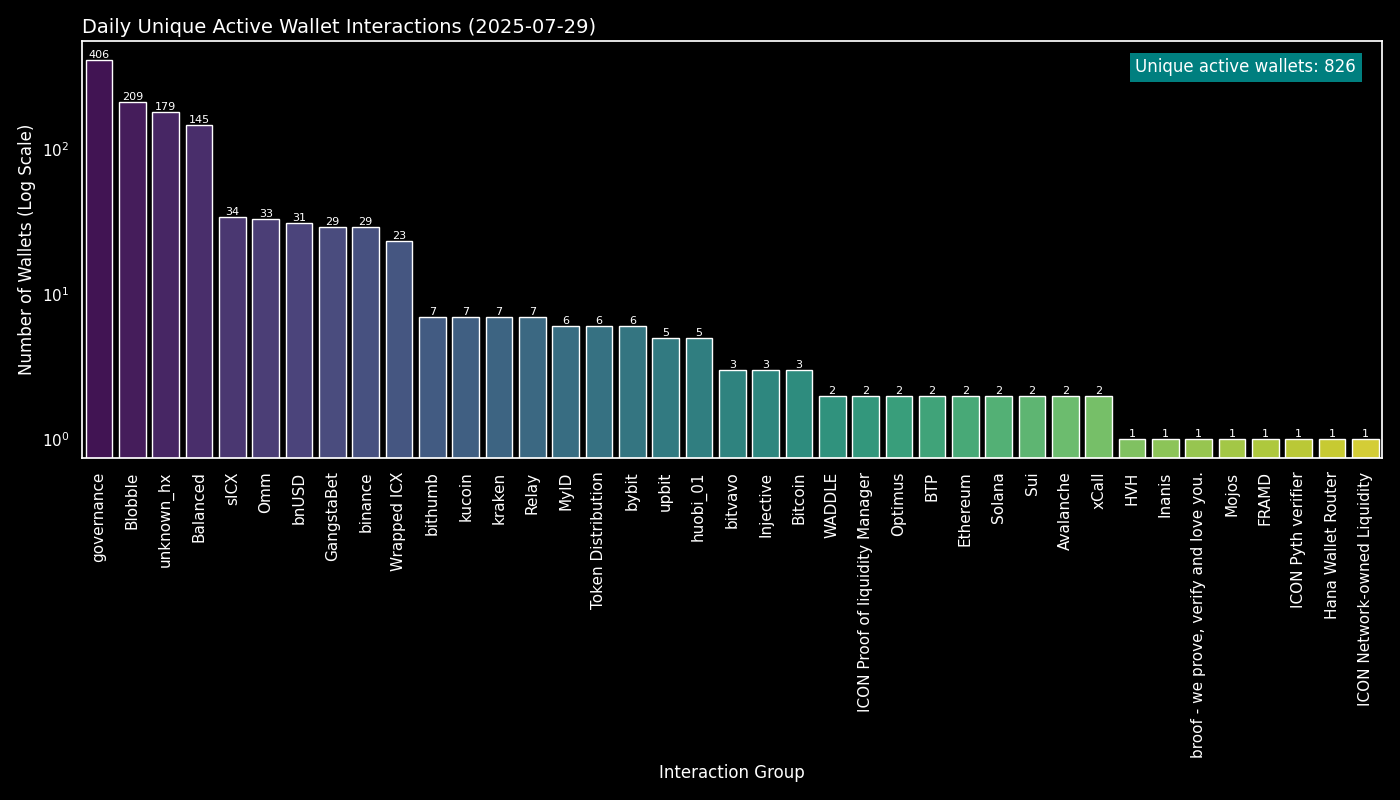 Daily Unique Active Wallet Interactions (2025-07-29)
Unique active wallets: 826
Number of Wallets (Log Scale)
10²
10¹
10⁰
406
209
179
145
34
33
31
29
29
23
7
7
7
7
6
6
6
5
5
3
3
3
2
2
2
2
2
2
2
2
2
1
1
1
1
1
1
1
1
governance
Blobble
unknown_hx
Balanced
sICX
Omm
bnUSD
GangstaBet
binance
Wrapped ICX
bithumb
kucoin
kraken
Relay
MyID
Token Distribution
bybit
upbit
huobi_01
bitvavo
Injective
Bitcoin
WADDLE
ICON Proof of liquidity Manager
Optimus
BTP
Ethereum
Solana
Sui
Avalanche
xCall
HVH
Inanis
broof - we prove, verify and love you.
Mojos
FRAMD
ICON Pyth verifier
Hana Wallet Router
ICON Network-owned Liquidity
Interaction Group